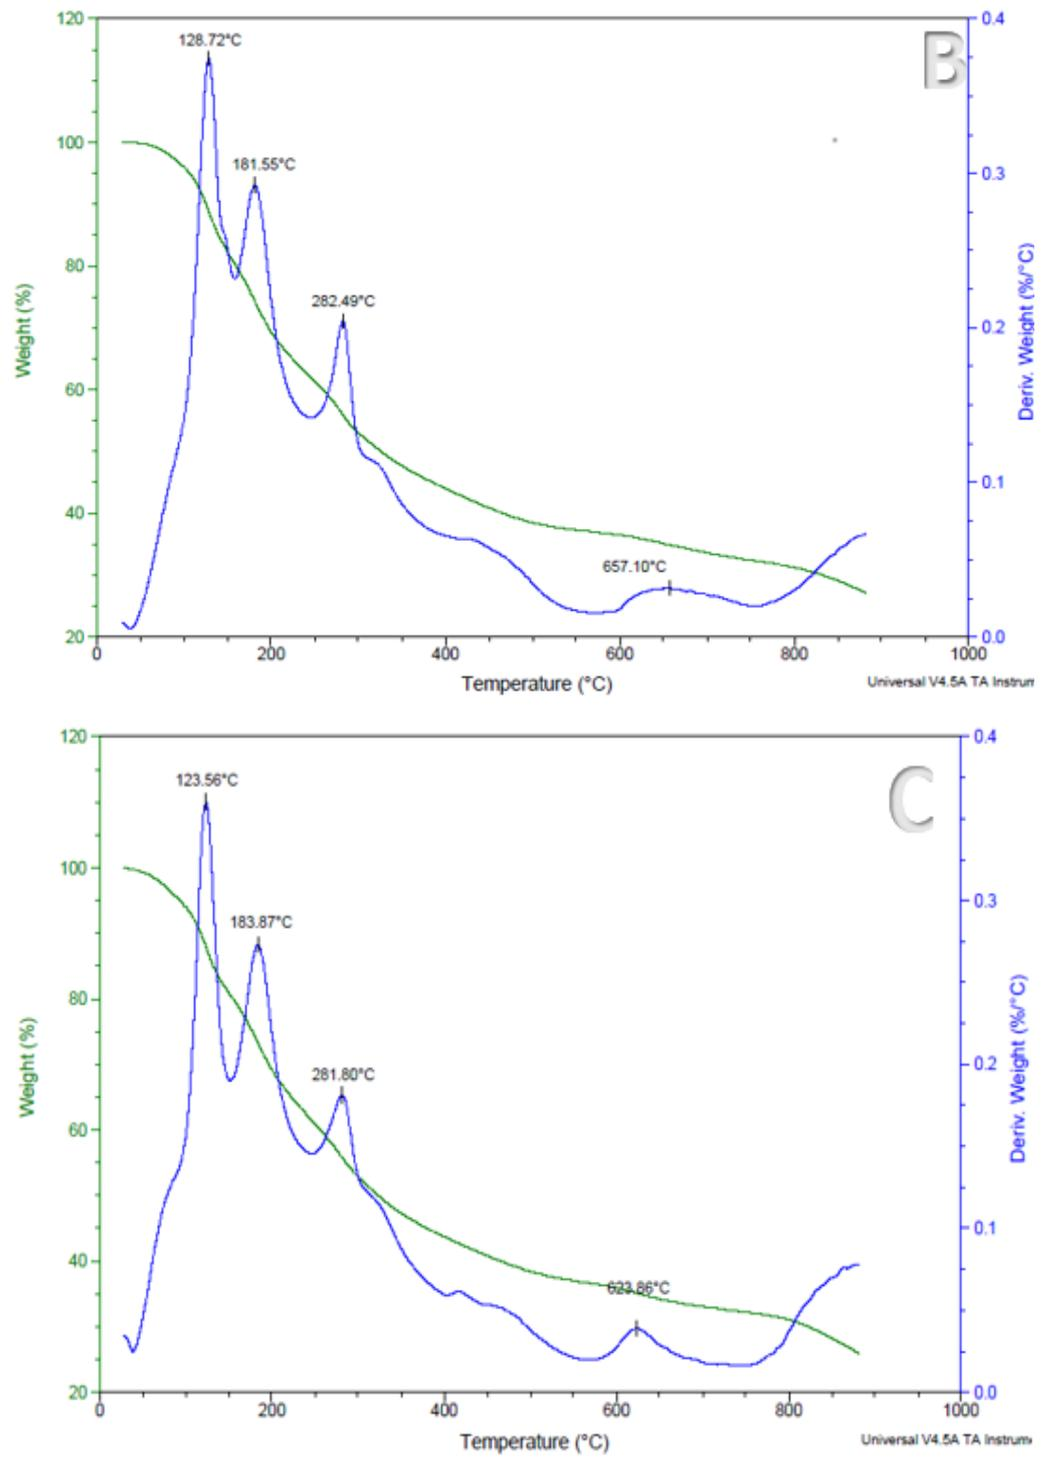 120
0.4
128.72°C
B
100
181.55°C
0.3
80
282.49°C
0.2
Weight (%)
Deriv. Weight (%/°C)
60
0.1
40
657.10°C
20
0.0
0
200
400
600
800
1000
Temperature (°C)
Universal V4.5A TA Instrum
120
0.4
123.56°C
C
100
183.87°C
0.3
80
281.80°C
0.2
Weight (%)
Deriv. Weight (%/°C)
60
0.1
40
623.86°C
20
0.0
0
200
400
600
800
1000
Temperature (°C)
Universal V4.5A TA Instrum